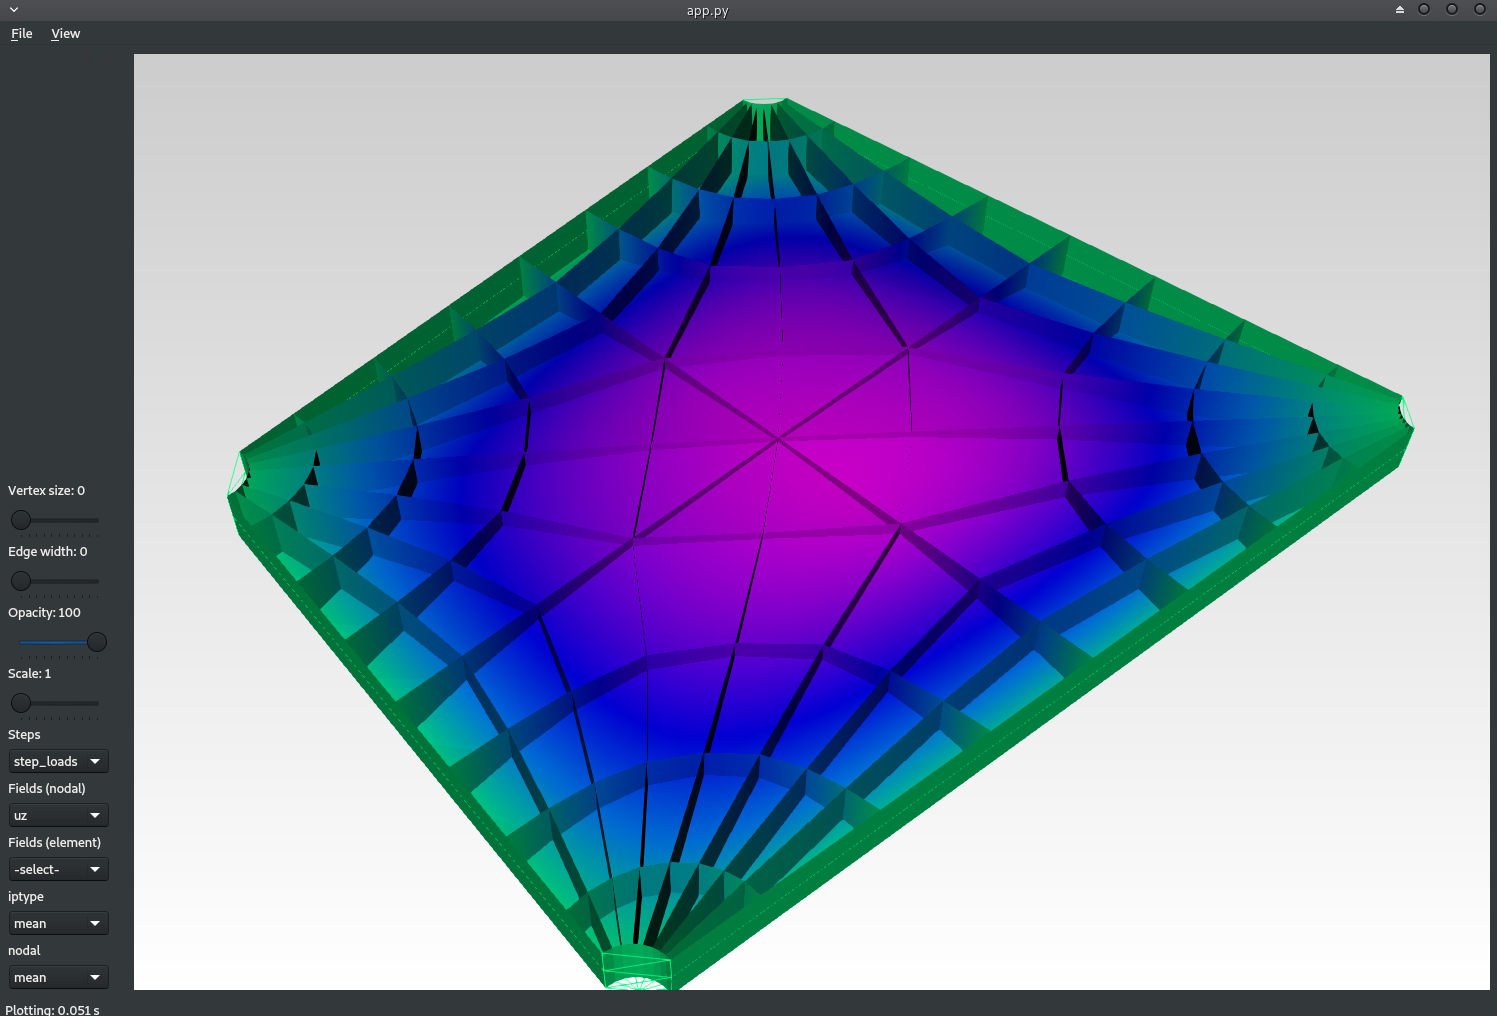 app.py
File View
Vertex size: 0
Edge width: 0
Opacity: 100
Scale: 1
Steps
step_loads
Fields (nodal)
uz
Fields (element)
-select-
iptype
mean
nodal
mean
Plotting: 0.051 s